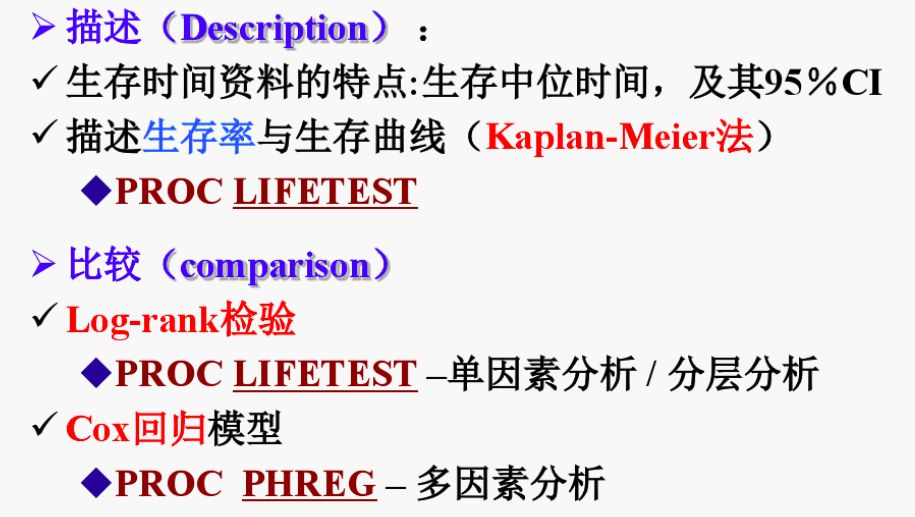 ➢ 描述（Description）：
✓ 生存时间资料的特点:生存中位时间，及其95%CI
✓ 描述生存率与生存曲线（Kaplan-Meier法）
◆PROC LIFETEST
➢ 比较（comparison）
✓ Log-rank检验
◆PROC LIFETEST –单因素分析 / 分层分析
✓ Cox回归模型
◆PROC PHREG – 多因素分析